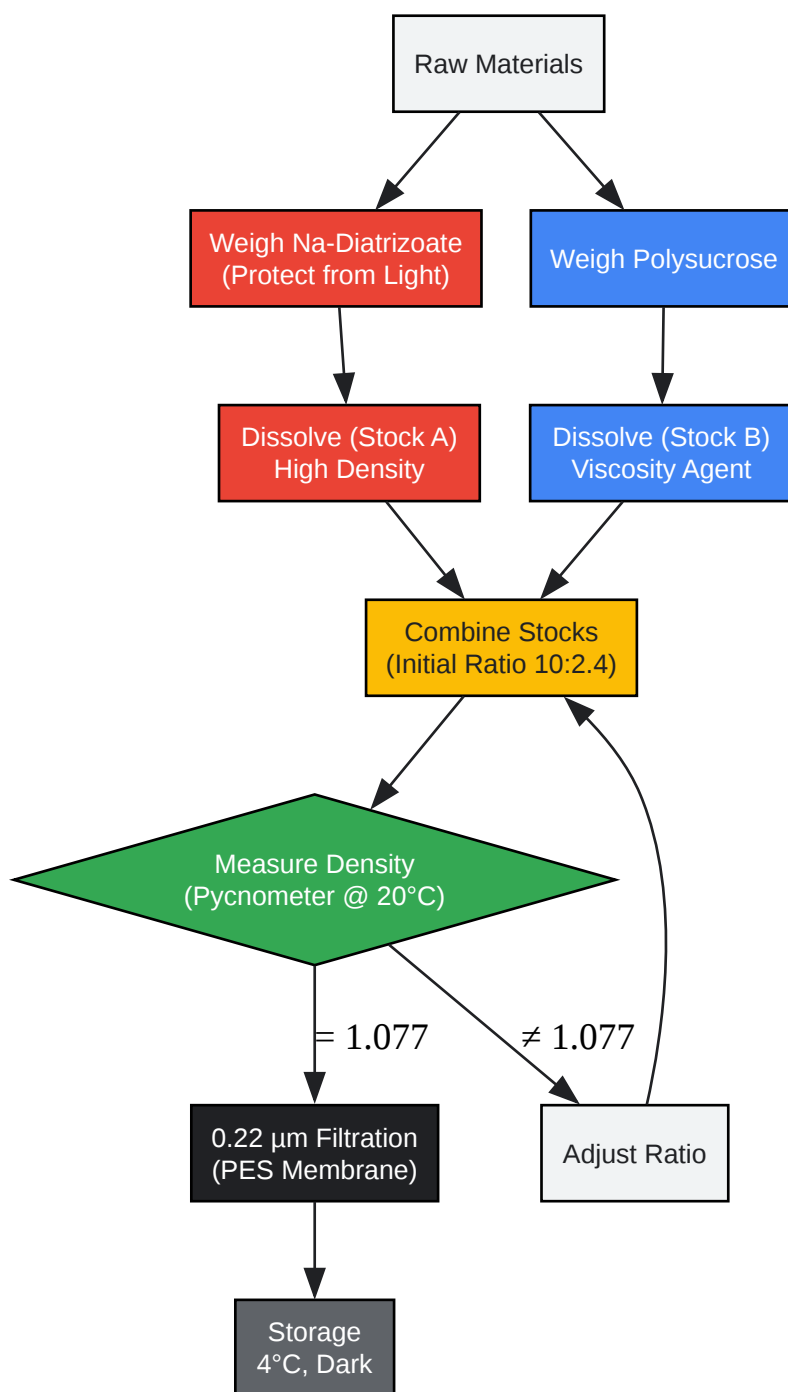 Raw Materials
Weigh Na-Diatrizoate
(Protect from Light)
Weigh Polysucrose
Dissolve (Stock A)
High Density
Dissolve (Stock B)
Viscosity Agent
Combine Stocks
(Initial Ratio 10:2.4)
Measure Density
(Pycnometer @ 20°C)
= 1.077
≠ 1.077
0.22 µm Filtration
(PES Membrane)
Adjust Ratio
Storage
4°C, Dark